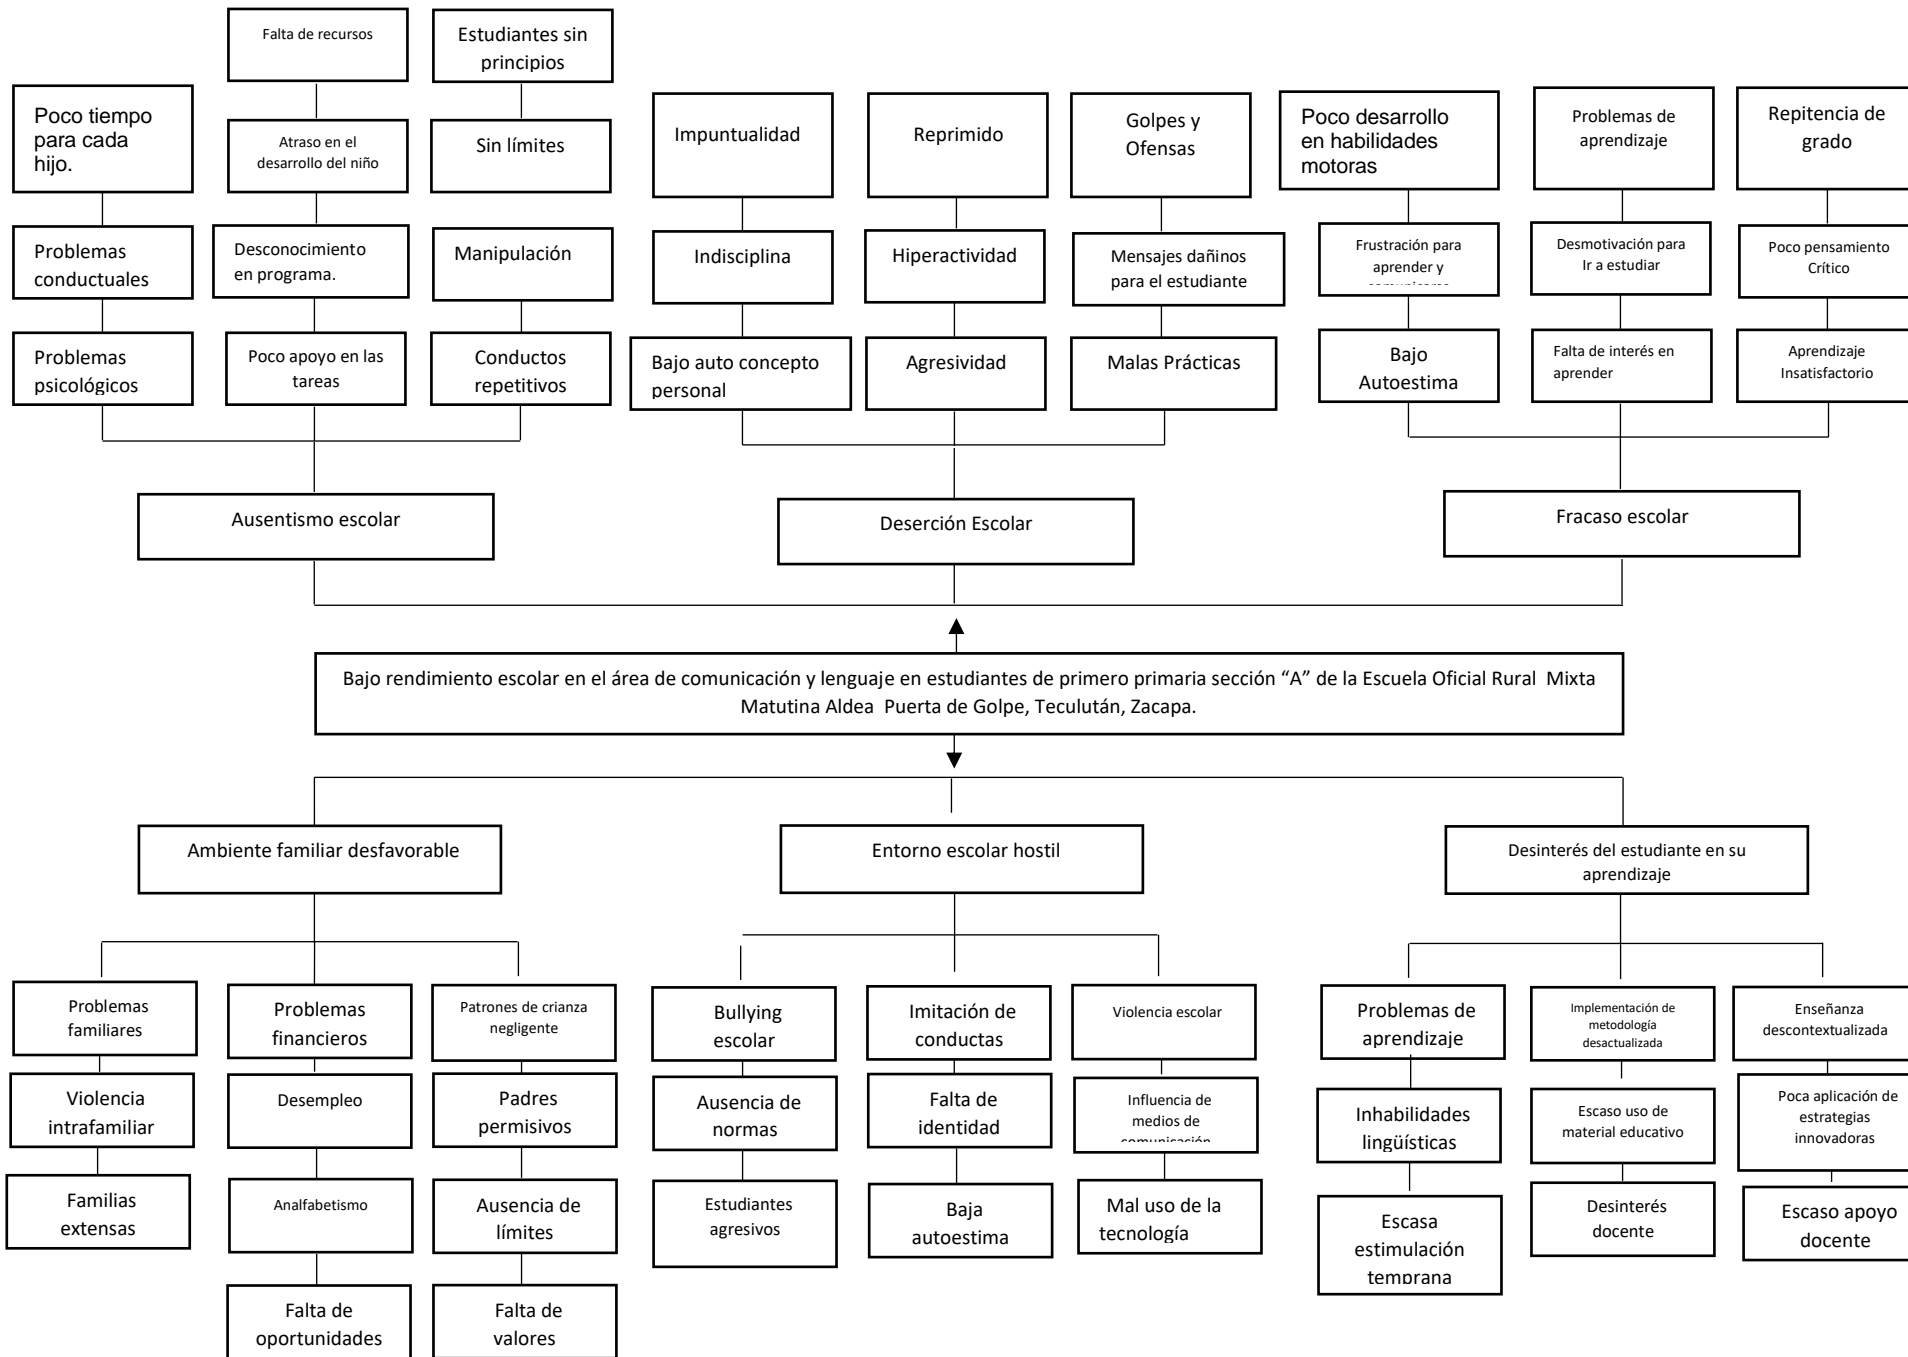 Falta de recursos
Estudiantes sin
principios
Poco tiempo
para cada
hijo.
Atraso en el
desarrollo del niño
Sin límites
Impuntualidad
Reprimido
Golpes y
Ofensas
Poco desarrollo
en habilidades
motoras
Problemas de
aprendizaje
Repitencia de
grado
Problemas
conductuales
Desconocimiento
en programa.
Manipulación
Indisciplina
Hiperactividad
Mensajes dañinos
para el estudiante
Frustración para
aprender y
Desmotivación para
Ir a estudiar
Poco pensamiento
Crítico
Problemas
psicológicos
Poco apoyo en las
tareas
Conductos
repetitivos
Bajo auto concepto
personal
Agresividad
Malas Prácticas
Bajo
Autoestima
Falta de interés en
aprender
Aprendizaje
Insatisfactorio
Ausentismo escolar
Deserción Escolar
Fracaso escolar
Bajo rendimiento escolar en el área de comunicación y lenguaje en estudiantes de primero primaria sección “A” de la Escuela Oficial Rural Mixta
Matutina Aldea Puerta de Golpe, Teculután, Zacapa.
Ambiente familiar desfavorable
Entorno escolar hostil
Desinterés del estudiante en su
aprendizaje
Problemas
familiares
Problemas
financieros
Patrones de crianza
negligente
Bullying
escolar
Imitación de
conductas
Violencia escolar
Problemas de
aprendizaje
Implementación de
metodología
desactualizada
Enseñanza
descontextualizada
Violencia
intrafamiliar
Desempleo
Padres
permisivos
Ausencia de
normas
Falta de
identidad
Influencia de
medios de
comunicación
Inhabilidades
lingüísticas
Escaso uso de
material educativo
Poca aplicación de
estrategias
innovadoras
Familias
extensas
Analfabetismo
Ausencia de
límites
Estudiantes
agresivos
Baja
autoestima
Mal uso de la
tecnología
Escasa
estimulación
temprana
Desinterés
docente
Escaso apoyo
docente
Falta de
oportunidades
Falta de
valores